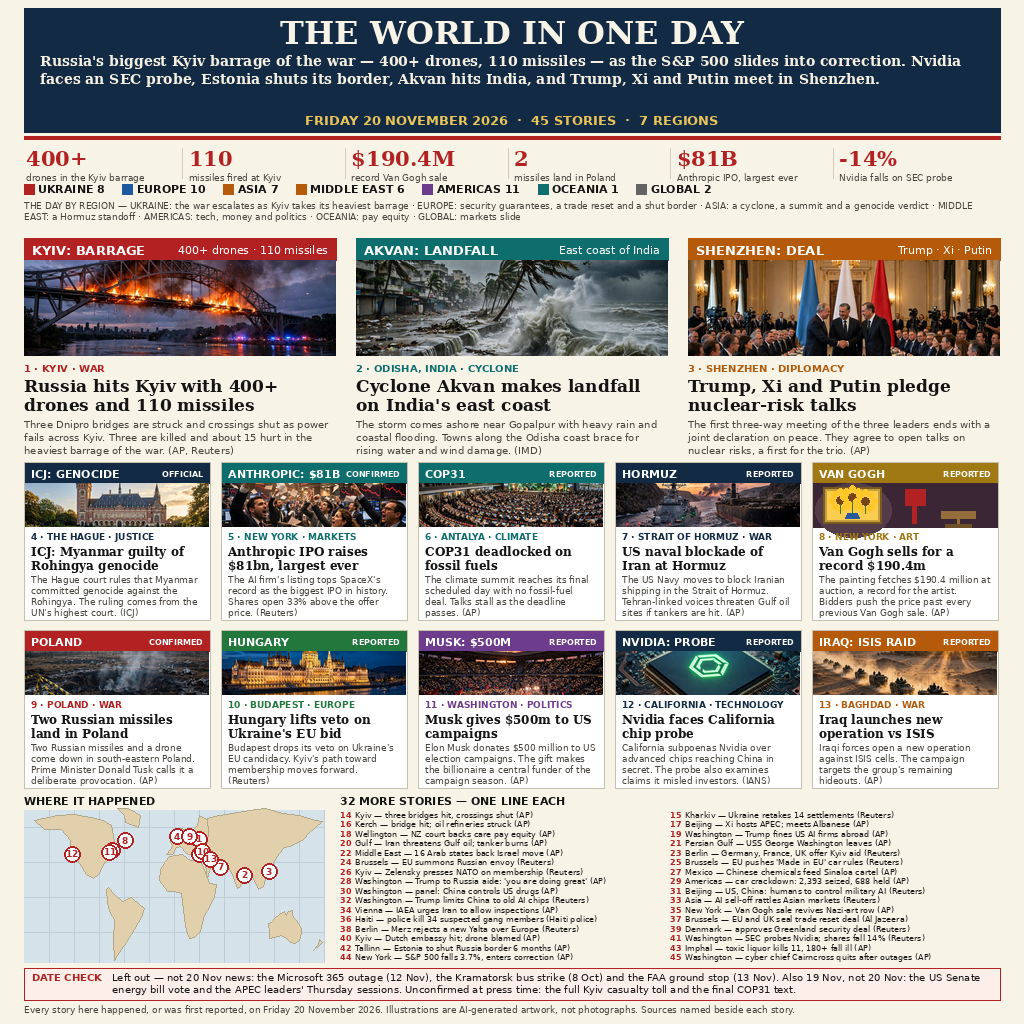 THE WORLD IN ONE DAY
Russia's biggest Kyiv barrage of the war — 400+ drones, 110 missiles — as the S&P 500 slides into correction. Nvidia
faces an SEC probe, Estonia shuts its border, Akvan hits India, and Trump, Xi and Putin meet in Shenzhen.
FRIDAY 20 NOVEMBER 2026 · 45 STORIES · 7 REGIONS
400+
drones in the Kyiv barrage
110
missiles fired at Kyiv
$190.4M
record Van Gogh sale
2
missiles land in Poland
$81B
Anthropic IPO, largest ever
-14%
Nvidia falls on SEC probe
UKRAINE 8
EUROPE 10
ASIA 7
MIDDLE EAST 6
AMERICAS 11
OCEANIA 1
GLOBAL 2
THE DAY BY REGION — UKRAINE: the war escalates as Kyiv takes its heaviest barrage · EUROPE: security guarantees, a trade reset and a shut border · ASIA: a cyclone, a summit and a genocide verdict · MIDDLE
EAST: a Hormuz standoff · AMERICAS: tech, money and politics · OCEANIA: pay equity · GLOBAL: markets slide
KYIV: BARRAGE
400+ drones · 110 missiles
1 · KYIV · WAR
Russia hits Kyiv with 400+
drones and 110 missiles
Three Dnipro bridges are struck and crossings shut as power
fails across Kyiv. Three are killed and about 15 hurt in the
heaviest barrage of the war. (AP, Reuters)
AKVAN: LANDFALL
East coast of India
2 · ODISHA, INDIA · CYCLONE
Cyclone Akvan makes landfall
on India's east coast
The storm comes ashore near Gopalpur with heavy rain and
coastal flooding. Towns along the Odisha coast brace for
rising water and wind damage. (IMD)
SHENZHEN: DEAL
Trump · Xi · Putin
3 · SHENZHEN · DIPLOMACY
Trump, Xi and Putin pledge
nuclear-risk talks
The first three-way meeting of the three leaders ends with a
joint declaration on peace. They agree to open talks on
nuclear risks, a first for the trio. (AP)
ICJ: GENOCIDE
OFFICIAL
4 · THE HAGUE · JUSTICE
ICJ: Myanmar guilty of
Rohingya genocide
The Hague court rules that Myanmar
committed genocide against the
Rohingya. The ruling comes from the
UN's highest court. (ICJ)
ANTHROPIC: $81B
CONFIRMED
5 · NEW YORK · MARKETS
Anthropic IPO raises
$81bn, largest ever
The AI firm's listing tops SpaceX's
record as the biggest IPO in history.
Shares open 33% above the offer
price. (Reuters)
COP31
REPORTED
6 · ANTALYA · CLIMATE
COP31 deadlocked on
fossil fuels
The climate summit reaches its final
scheduled day with no fossil-fuel
deal. Talks stall as the deadline
passes. (AP)
HORMUZ
REPORTED
7 · STRAIT OF HORMUZ · WAR
US naval blockade of
Iran at Hormuz
The US Navy moves to block Iranian
shipping in the Strait of Hormuz.
Tehran-linked voices threaten Gulf oil
sites if tankers are hit. (AP)
VAN GOGH
REPORTED
8 · NEW YORK · ART
Van Gogh sells for a
record $190.4m
The painting fetches $190.4 million at
auction, a record for the artist.
Bidders push the price past every
previous Van Gogh sale. (AP)
POLAND
CONFIRMED
9 · POLAND · WAR
Two Russian missiles
land in Poland
Two Russian missiles and a drone
come down in south-eastern Poland.
Prime Minister Donald Tusk calls it a
deliberate provocation. (AP)
HUNGARY
REPORTED
10 · BUDAPEST · EUROPE
Hungary lifts veto on
Ukraine's EU bid
Budapest drops its veto on Ukraine's
EU candidacy. Kyiv's path toward
membership moves forward.
(Reuters)
MUSK: $500M
REPORTED
11 · WASHINGTON · POLITICS
Musk gives $500m to US
campaigns
Elon Musk donates $500 million to US
election campaigns. The gift makes
the billionaire a central funder of the
campaign season. (AP)
NVIDIA: PROBE
REPORTED
12 · CALIFORNIA · TECHNOLOGY
Nvidia faces California
chip probe
California subpoenas Nvidia over
advanced chips reaching China in
secret. The probe also examines
claims it misled investors. (IANS)
IRAQ: ISIS RAID
REPORTED
13 · BAGHDAD · WAR
Iraq launches new
operation vs ISIS
Iraqi forces open a new operation
against ISIS cells. The campaign
targets the group's remaining
hideouts. (AP)
WHERE IT HAPPENED
12
11
8
4
9
1
10
13
7
2
3
32 MORE STORIES — ONE LINE EACH
14 Kyiv — three bridges hit, crossings shut (AP)
16 Kerch — bridge hit; oil refineries struck (AP)
18 Wellington — NZ court backs care pay equity (AP)
20 Gulf — Iran threatens Gulf oil; tanker burns (AP)
22 Middle East — 16 Arab states back Israel move (AP)
24 Brussels — EU summons Russian envoy (Reuters)
26 Kyiv — Zelensky presses NATO on membership (Reuters)
28 Washington — Trump to Russia aide: 'you are doing great' (AP)
30 Washington — panel: China controls US drugs (AP)
32 Washington — Trump limits China to old AI chips (Reuters)
34 Vienna — IAEA urges Iran to allow inspections (AP)
36 Haiti — police kill 34 suspected gang members (Haiti police)
38 Berlin — Merz rejects a new Yalta over Europe (Reuters)
40 Kyiv — Dutch embassy hit; drone blamed (AP)
42 Tallinn — Estonia to shut Russia border 6 months (AP)
44 New York — S&P 500 falls 3.7%, enters correction (AP)
15 Kharkiv — Ukraine retakes 14 settlements (Reuters)
17 Beijing — Xi hosts APEC; meets Albanese (AP)
19 Washington — Trump fines US AI firms abroad (AP)
21 Persian Gulf — USS George Washington leaves (AP)
23 Berlin — Germany, France, UK offer Kyiv aid (Reuters)
25 Brussels — EU pushes 'Made in EU' car rules (Reuters)
27 Mexico — Chinese chemicals feed Sinaloa cartel (AP)
29 Americas — car crackdown: 2,393 seized, 688 held (AP)
31 Beijing — US, China: humans to control military AI (Reuters)
33 Asia — AI sell-off rattles Asian markets (Reuters)
35 New York — Van Gogh sale revives Nazi-art row (AP)
37 Brussels — EU and UK seal trade reset deal (Al Jazeera)
39 Denmark — approves Greenland security deal (Reuters)
41 Washington — SEC probes Nvidia; shares fall 14% (Reuters)
43 Imphal — toxic liquor kills 11, 180+ fall ill (AP)
45 Washington — cyber chief Cairncross quits after outages (AP)
DATE CHECK
Left out — not 20 Nov news: the Microsoft 365 outage (12 Nov), the Kramatorsk bus strike (8 Oct) and the FAA ground stop (13 Nov). Also 19 Nov, not 20 Nov: the US Senate
energy bill vote and the APEC leaders' Thursday sessions. Unconfirmed at press time: the full Kyiv casualty toll and the final COP31 text.
Every story here happened, or was first reported, on Friday 20 November 2026. Illustrations are AI-generated artwork, not photographs. Sources named beside each story.